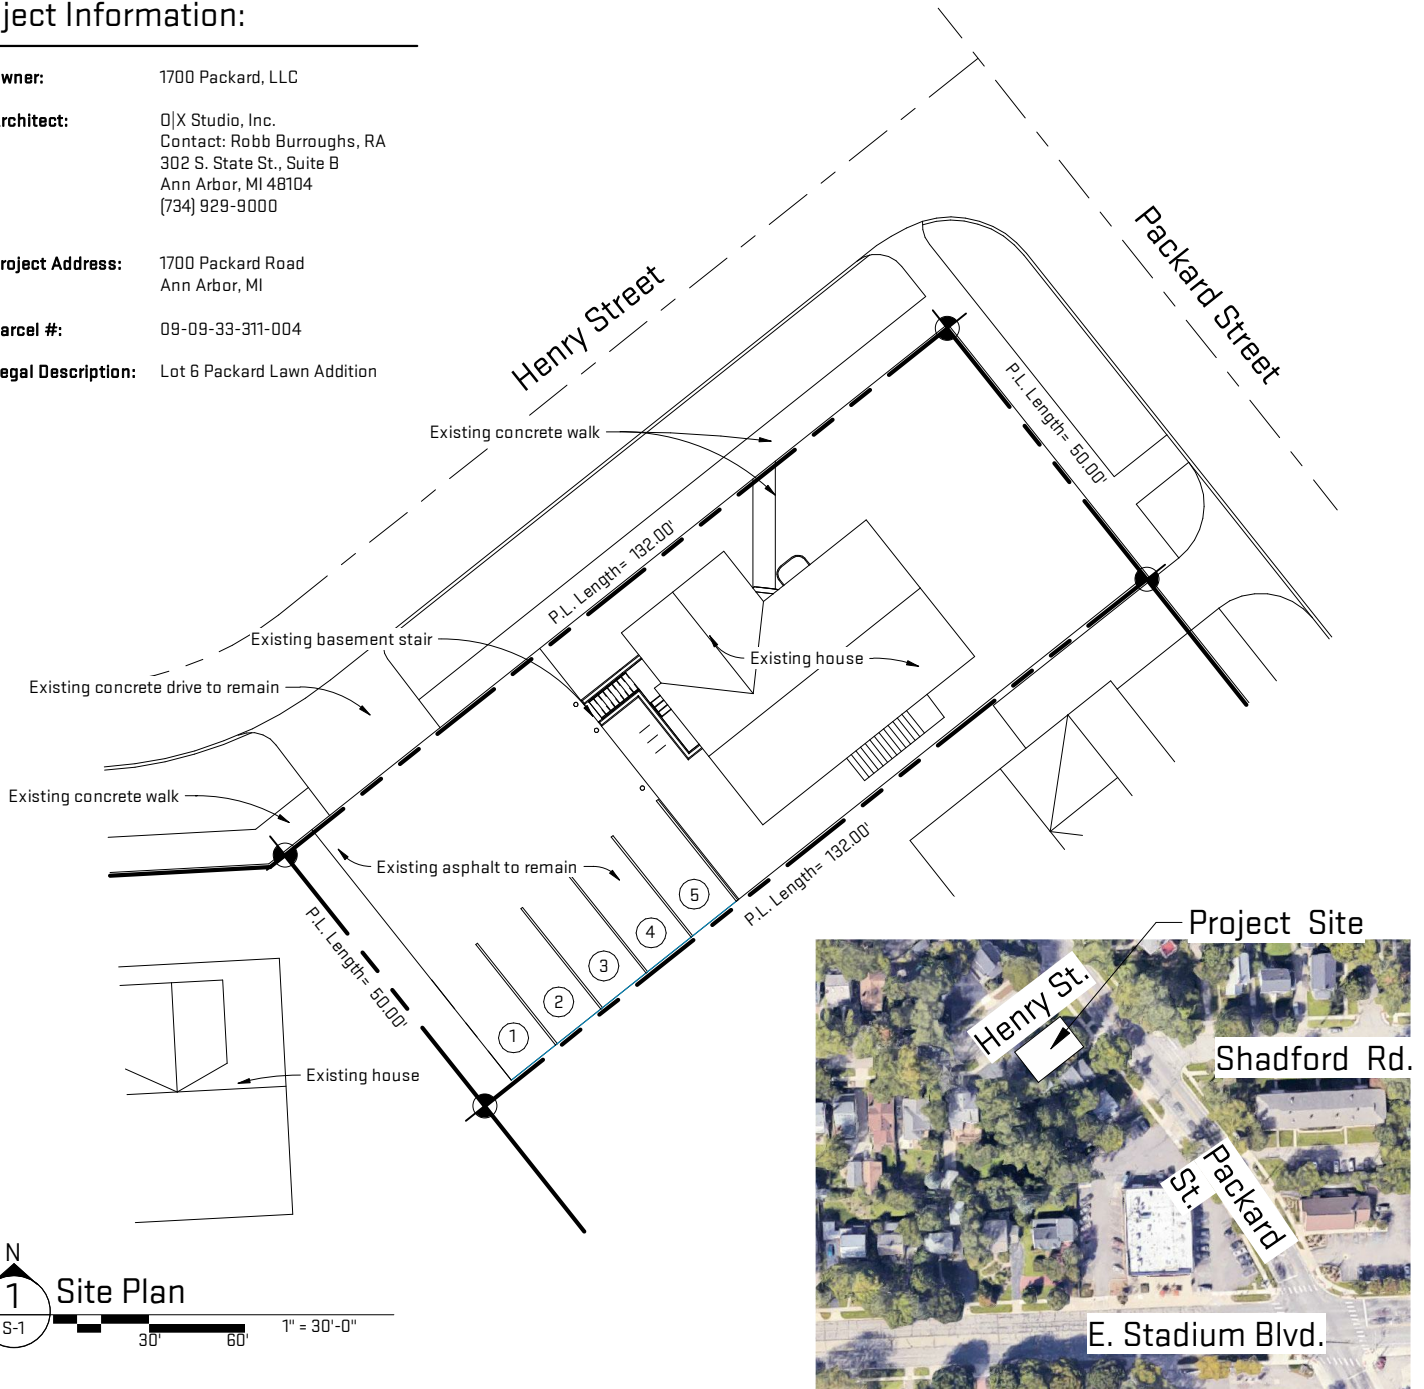 ject Information:
wner: 1700 Packard, LLC
rchitect: O|X Studio, Inc.
Contact: Robb Burroughs, RA
302 S. State St., Suite B
Ann Arbor, MI 48104
(734) 929-9000
roject Address: 1700 Packard Road
Ann Arbor, MI
arcel #: 09-09-33-311-004
egal Description: Lot 6 Packard Lawn Addition
Henry Street
Packard Street
P.L. Length= 50.00'
Existing concrete walk
P.L. Length= 132.00'
Existing basement stair
Existing house
Existing concrete drive to remain
Existing concrete walk
Existing asphalt to remain
P.L. Length= 132.00'
5
4
3
2
1
P.L. Length= 50.00'
Existing house
Project Site
Henry St.
Shadford Rd.
Packard
St.
E. Stadium Blvd.
N
1
S-1
Site Plan
30' 60' 1" = 30'-0"